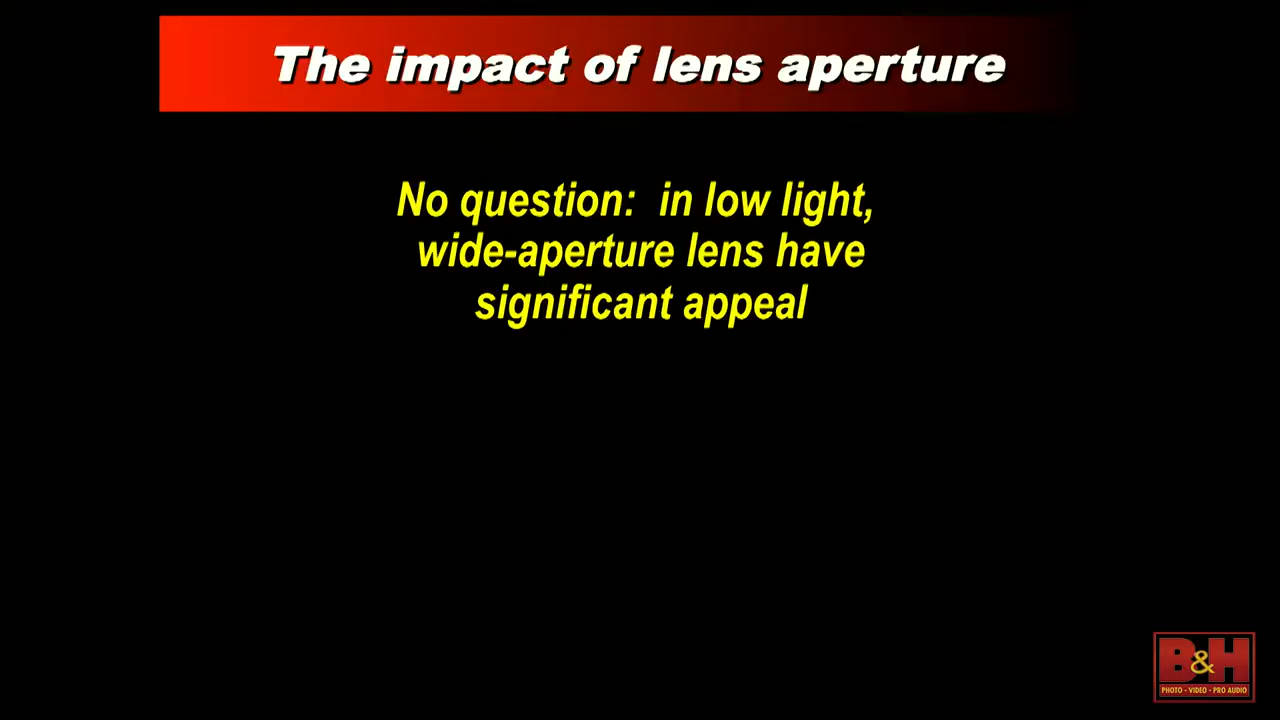 The impact of lens aperture
No question:  in low light,
wide-aperture lens have
significant appeal
B&H
PHOTO - VIDEO - PRO AUDIO